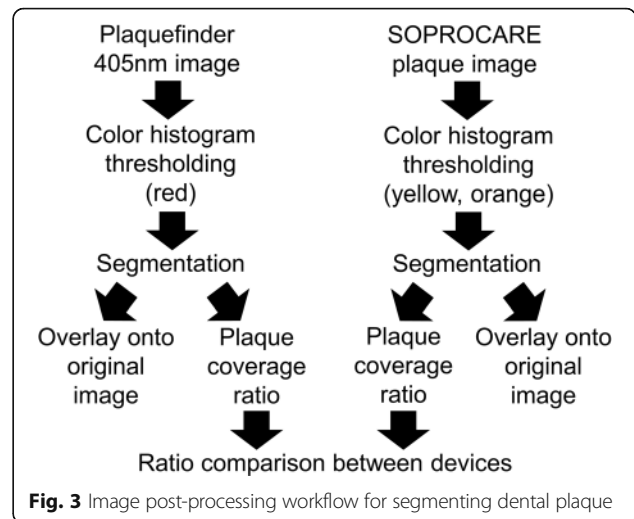 Plaquefinder
405nm image
Color histogram
thresholding
(red)
Segmentation
Overlay onto
original
image
Plaque
coverage
ratio
SOPROCARE
plaque image
Color histogram
thresholding
(yellow, orange)
Segmentation
Plaque
coverage
ratio
Overlay onto
original
image
Ratio comparison between devices
Fig. 3 Image post-processing workflow for segmenting dental plaque